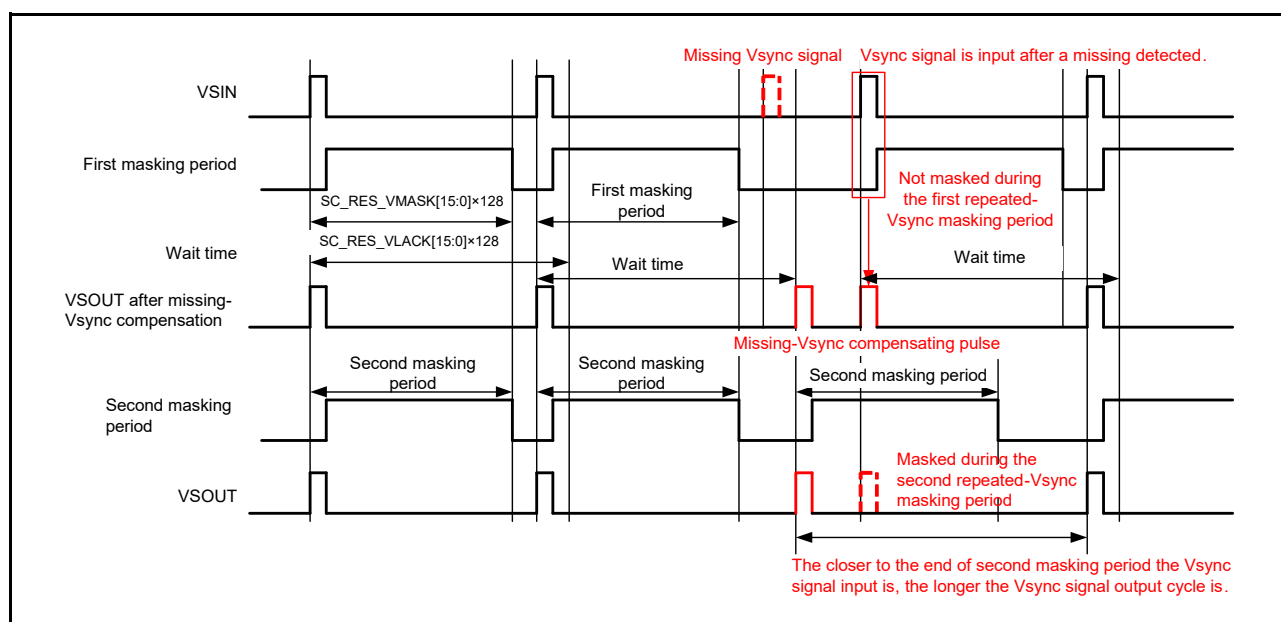 Missing Vsync signal
Vsync signal is input after a missing detected.
VSIN
First masking period
SC_RES_VMASK[15:0]×128
First masking
period
Not masked during
the first repeated-
Vsync masking period
SC_RES_VLACK[15:0]×128
Wait time
Wait time
Wait time
VSOUT after missing-
Vsync compensation
Missing-Vsync compensating pulse
Second masking
period
Second masking
period
Second masking period
Second masking
period
Masked during the
second repeated-Vsync
masking period
VSOUT
The closer to the end of second masking period the Vsync
signal input is, the longer the Vsync signal output cycle is.